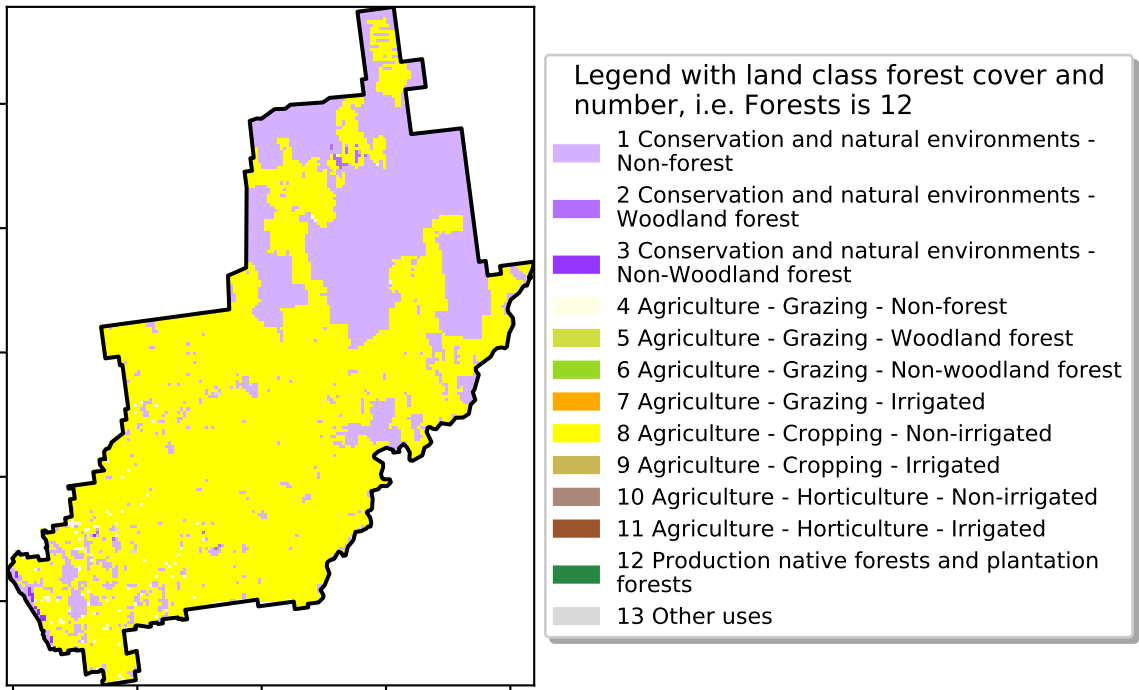 Legend with land class forest cover and
number, i.e. Forests is 12
1 Conservation and natural environments -
Non-forest
2 Conservation and natural environments -
Woodland forest
3 Conservation and natural environments -
Non-Woodland forest
4 Agriculture - Grazing - Non-forest
5 Agriculture - Grazing - Woodland forest
6 Agriculture - Grazing - Non-woodland forest
7 Agriculture - Grazing - Irrigated
8 Agriculture - Cropping - Non-irrigated
9 Agriculture - Cropping - Irrigated
10 Agriculture - Horticulture - Non-irrigated
11 Agriculture - Horticulture - Irrigated
12 Production native forests and plantation
forests
13 Other uses